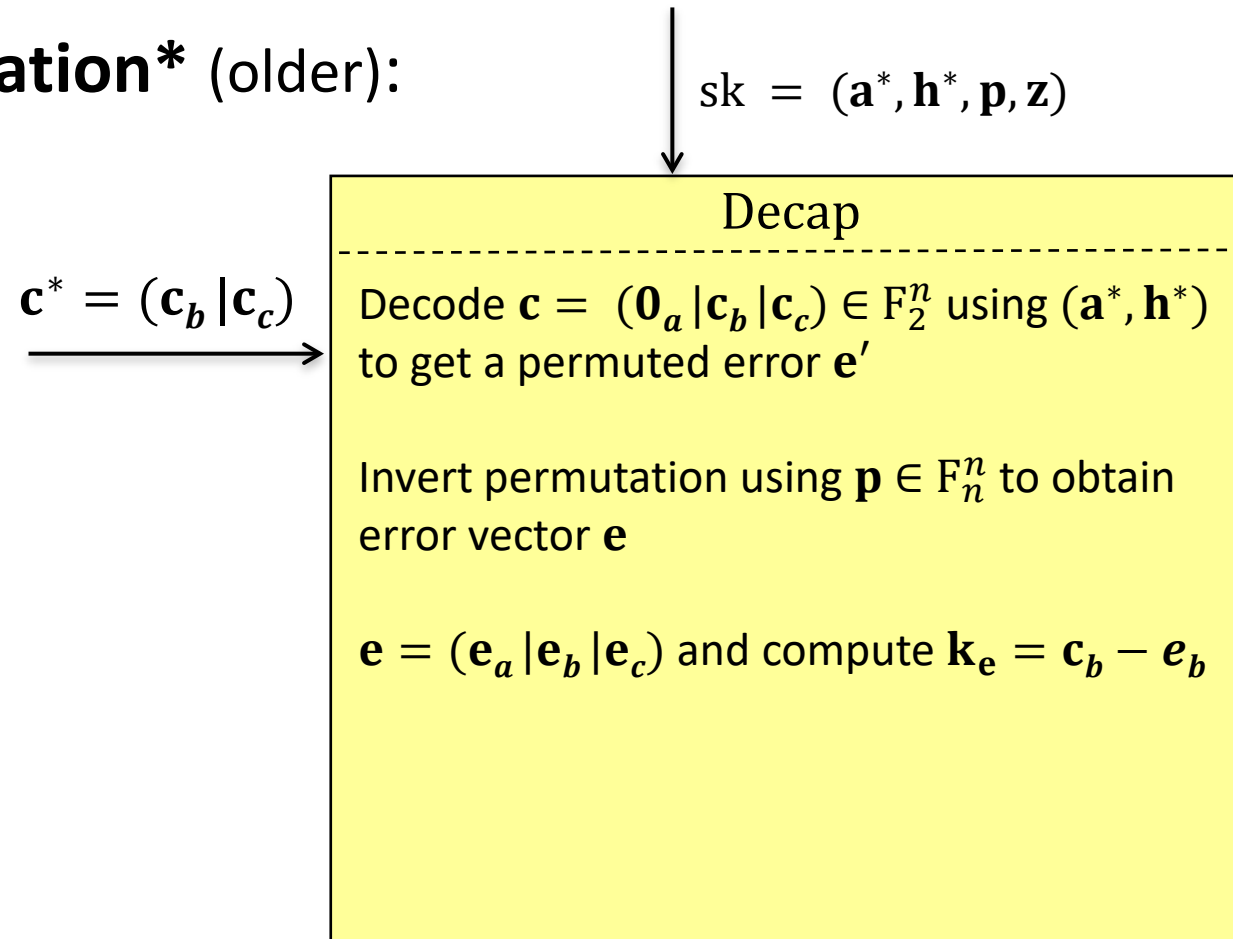 ation* (older):
sk = (a*, h*, p, z)
Decap
c* = (c_b|c_c)
Decode c = (0_a|c_b|c_c) ∈ F_2^n using (a*, h*)
to get a permuted error e′
Invert permutation using p ∈ F_n^n to obtain
error vector e
e = (e_a|e_b|e_c) and compute k_e = c_b − e_b